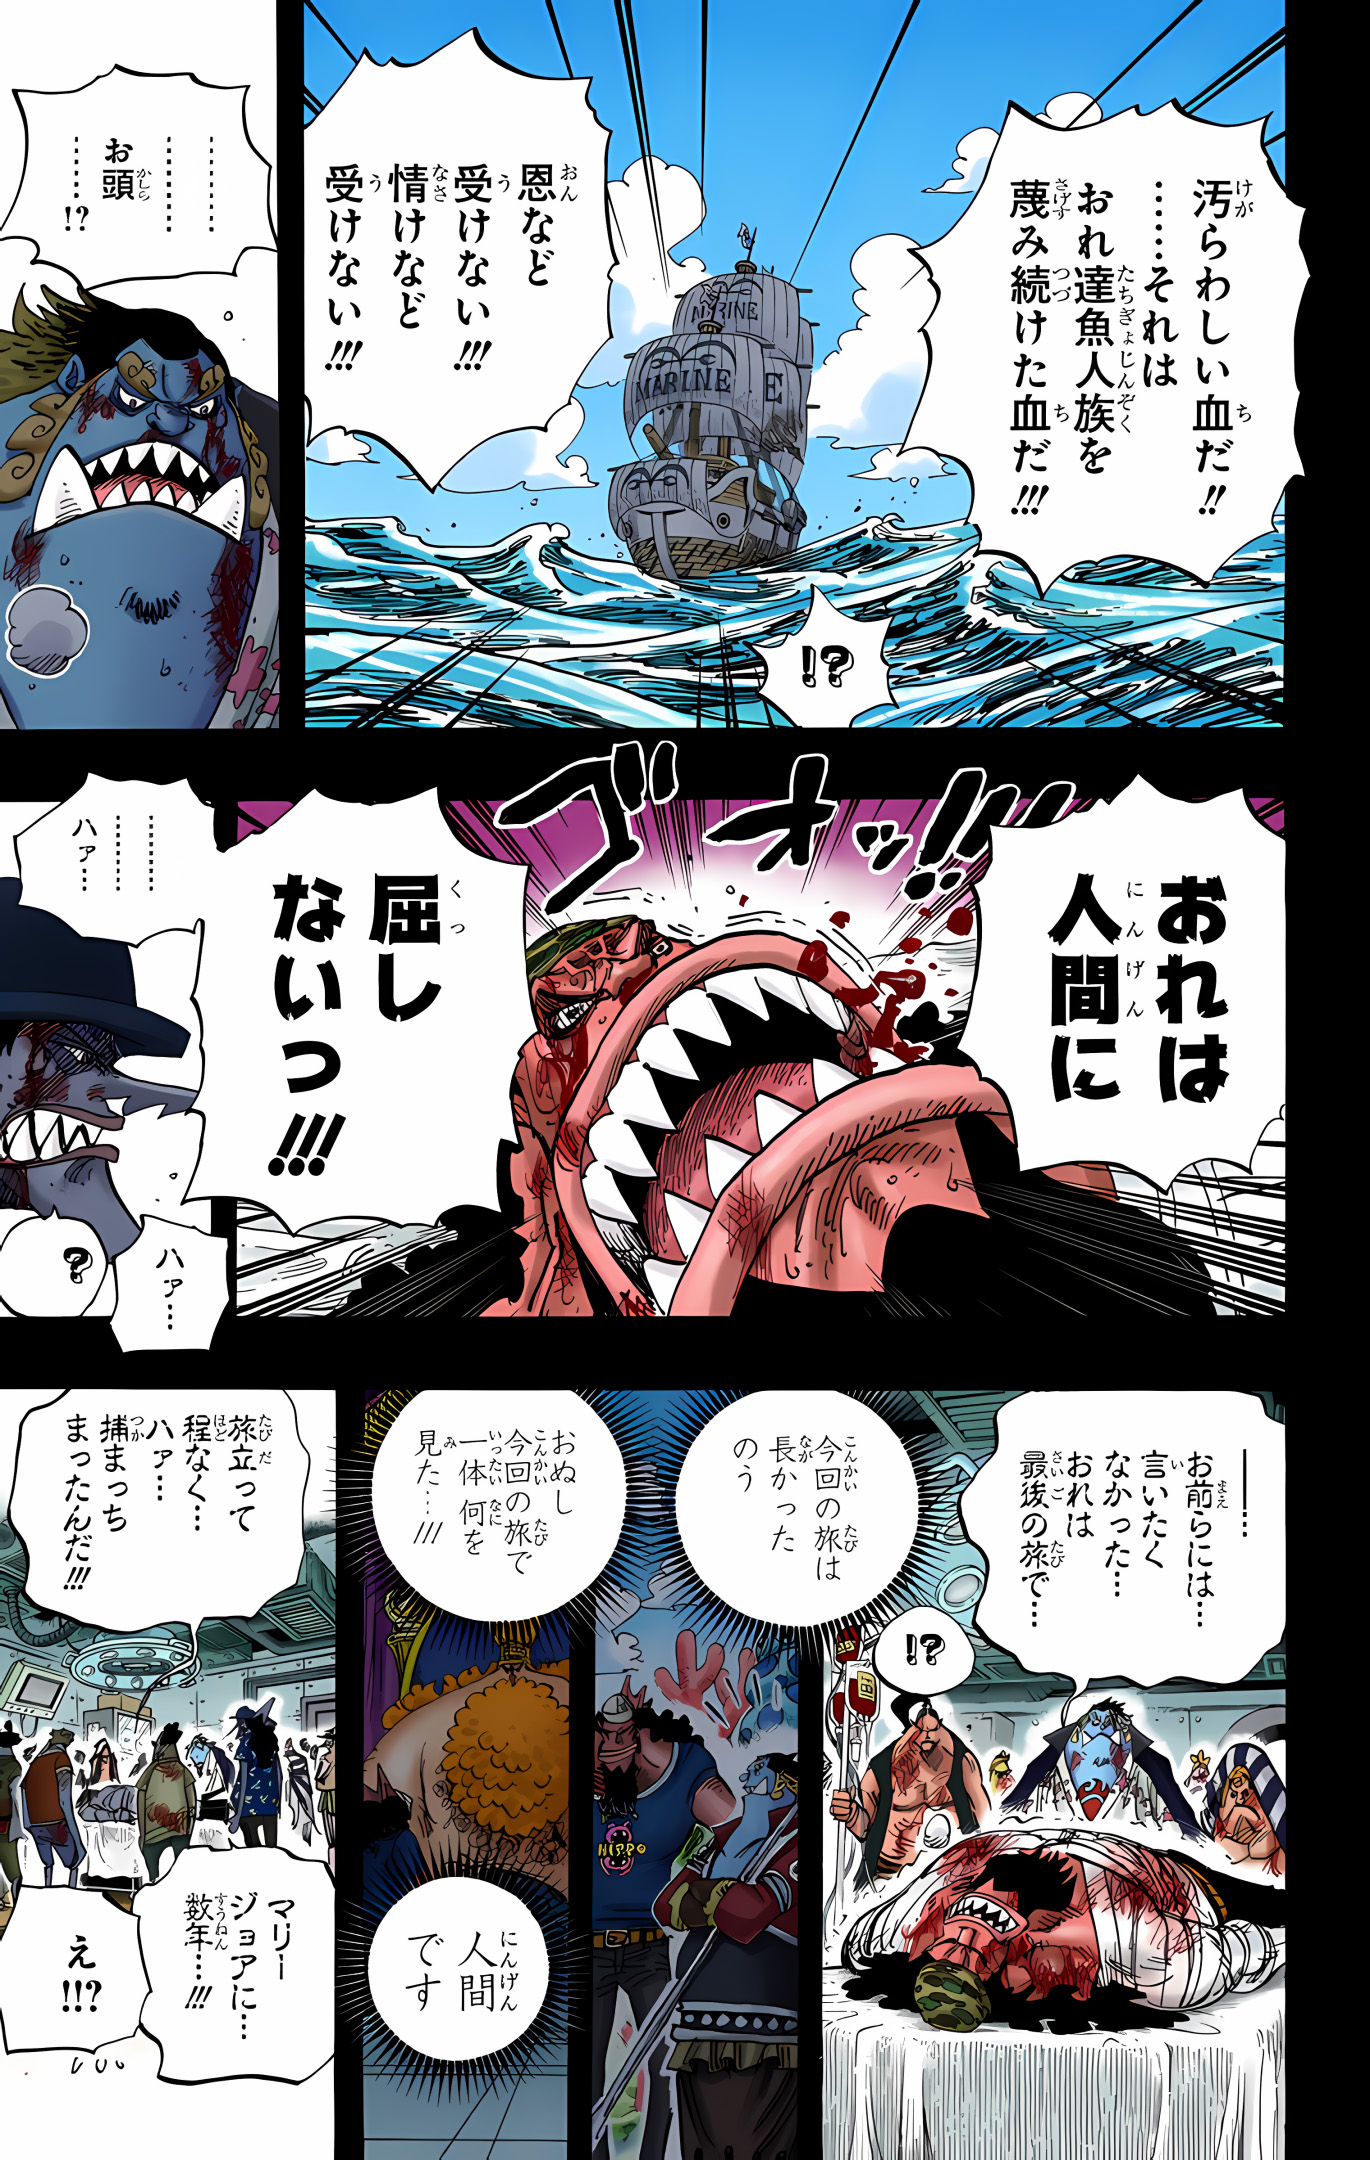 汚らわしい血だ!!
……それは
おれ達魚人族を
蔑み続けた血だ!!!
恩など
受けない!!!
情けなど
受けない!!!
MARINE
MARINE
E
!?
………
………
お頭
……!?
おれは
人間に
屈し
ないっ!!!
ゴオッ!!!
………
………
ハァ…
ハァ…
?
――……
お前らには…
言いたく
なかった…
おれは
最後の旅で…
!?
今回の旅は
長かった
のう
おぬし
今回の旅で
一体何を
見た…!!!
HIPPO
人間
です
旅立って
程なく…
ハァ…
捕まっち
まったんだ!!!
マリー
ジョアに…
数年…!!!
え
!!?